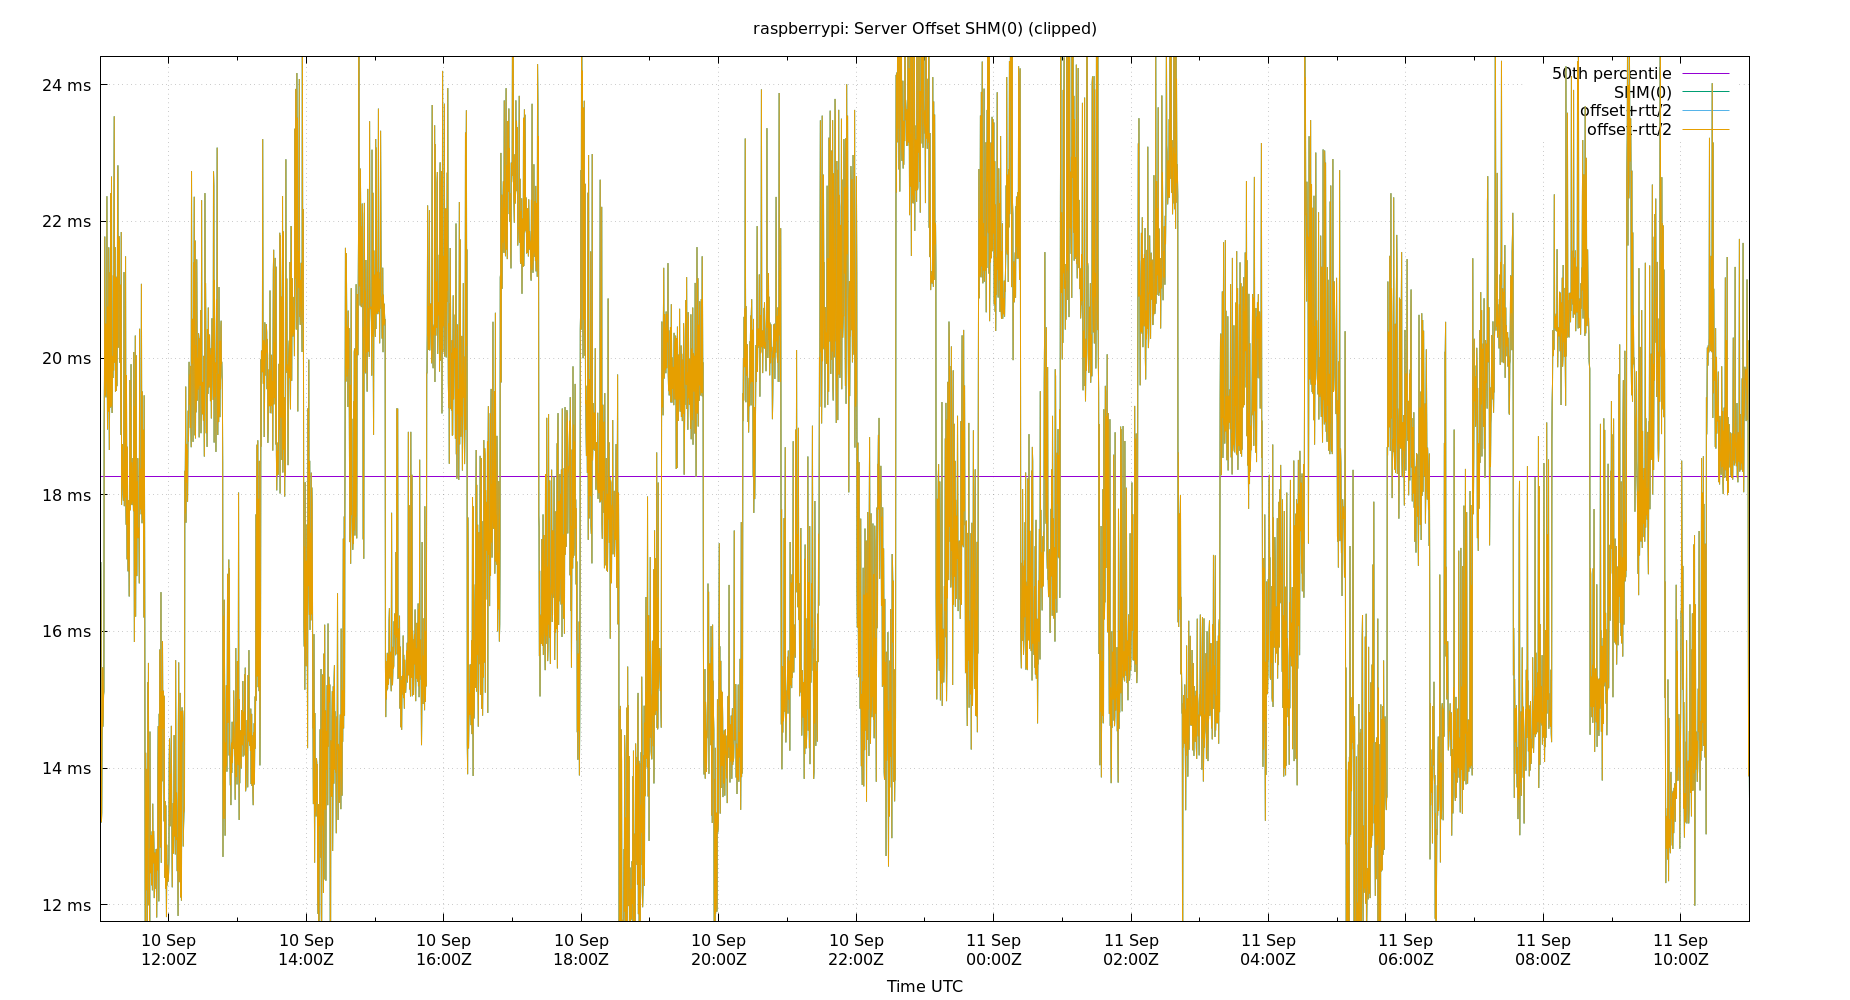 raspberrypi: Server Offset SHM(0) (clipped)
24 ms
22 ms
20 ms
18 ms
16 ms
14 ms
12 ms
50th percentile
SHM(0)
offset+rtt/2
offset-rtt/2
10 Sep 10 Sep 10 Sep 10 Sep 10 Sep 10 Sep 11 Sep 11 Sep 11 Sep 11 Sep 11 Sep 11 Sep
12:00Z 14:00Z 16:00Z 18:00Z 20:00Z 22:00Z 00:00Z 02:00Z 04:00Z 06:00Z 08:00Z 10:00Z
Time UTC